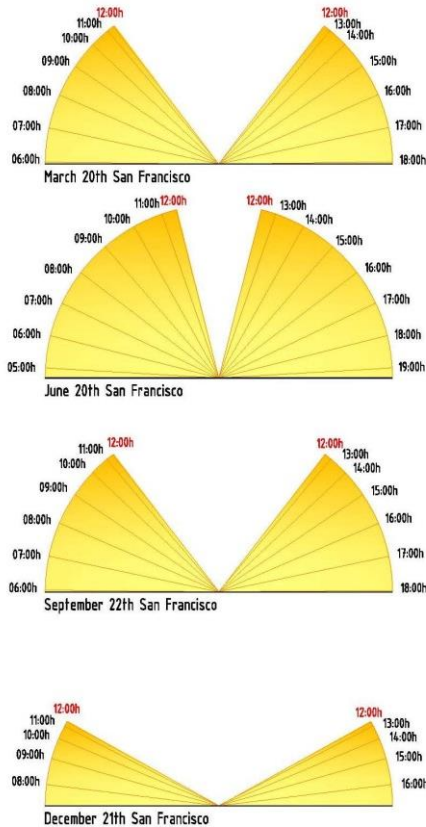 12:00h 12:00h
11:00h 13:00h
10:00h 14:00h
09:00h 15:00h
08:00h 16:00h
07:00h 17:00h
06:00h 18:00h
March 20th San Francisco
11:00h 12:00h 12:00h 13:00h
10:00h 14:00h
09:00h 15:00h
08:00h 16:00h
07:00h 17:00h
06:00h 18:00h
05:00h 19:00h
June 20th San Francisco
12:00h 12:00h
11:00h 13:00h
10:00h 14:00h
09:00h 15:00h
08:00h 16:00h
07:00h 17:00h
06:00h 18:00h
September 22th San Francisco
12:00h 12:00h
11:00h 13:00h
10:00h 14:00h
09:00h 15:00h
08:00h 16:00h
December 21th San Francisco